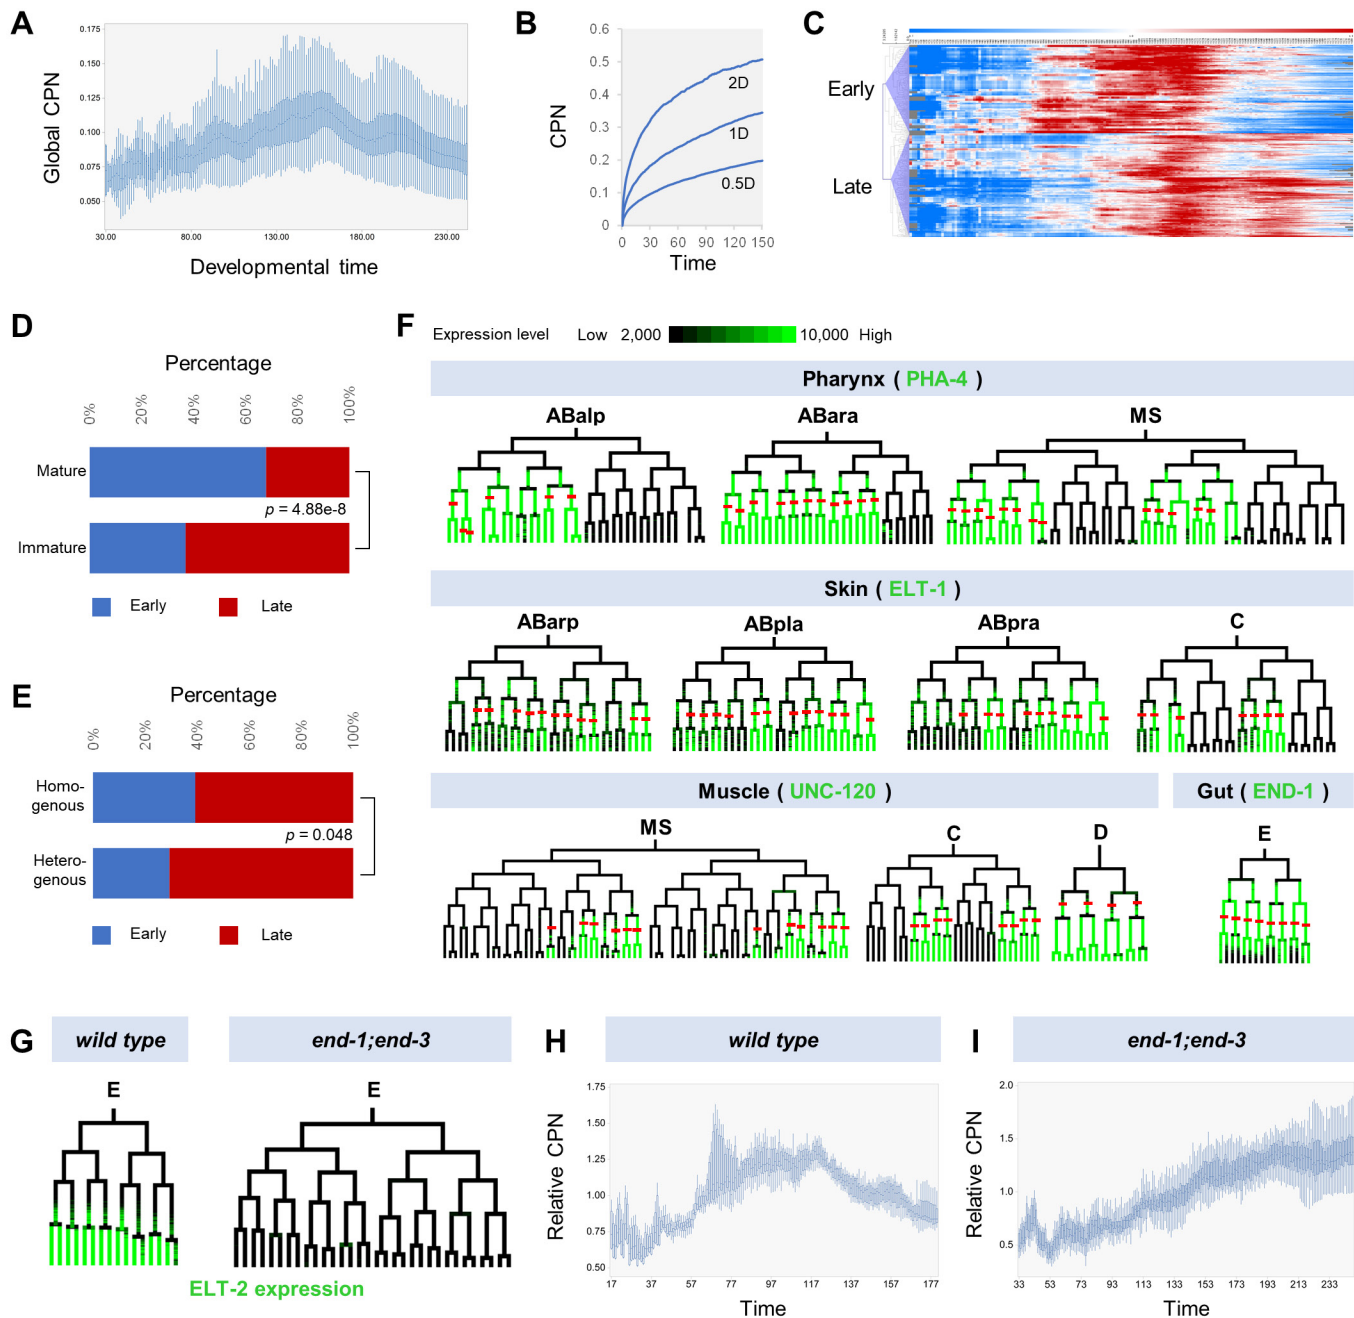 A
Global CPN
0.175
0.150
0.125
0.100
0.075
0.050
30.00 80.00 130.00 180.00 230.00
Developmental time
B
CPN
0.6
0.5
0.4
0.3
0.2
0.1
0
2D
1D
0.5D
0 30 60 90 120 150
Time
C
Early
Late
D
Percentage
0% 20% 40% 60% 80% 100%
Mature
p = 4.88e-8
Immature
Early Late
E
Percentage
0% 20% 40% 60% 80% 100%
Homo-
genous
p = 0.048
Hetero-
genous
Early Late
F
Expression level Low 2,000 10,000 High
Pharynx ( PHA-4 )
ABalp ABara MS
Skin ( ELT-1 )
ABarp ABpla ABpra C
Muscle ( UNC-120 ) Gut ( END-1 )
MS C D E
G
wild type end-1;end-3
E E
ELT-2 expression
H
wild type
Relative CPN
1.75
1.50
1.25
1.00
0.75
0.50
17 37 57 77 97 117 137 157 177
Time
I
end-1;end-3
Relative CPN
2.0
1.5
1.0
0.5
33 53 73 93 113 133 153 173 193 213 233
Time